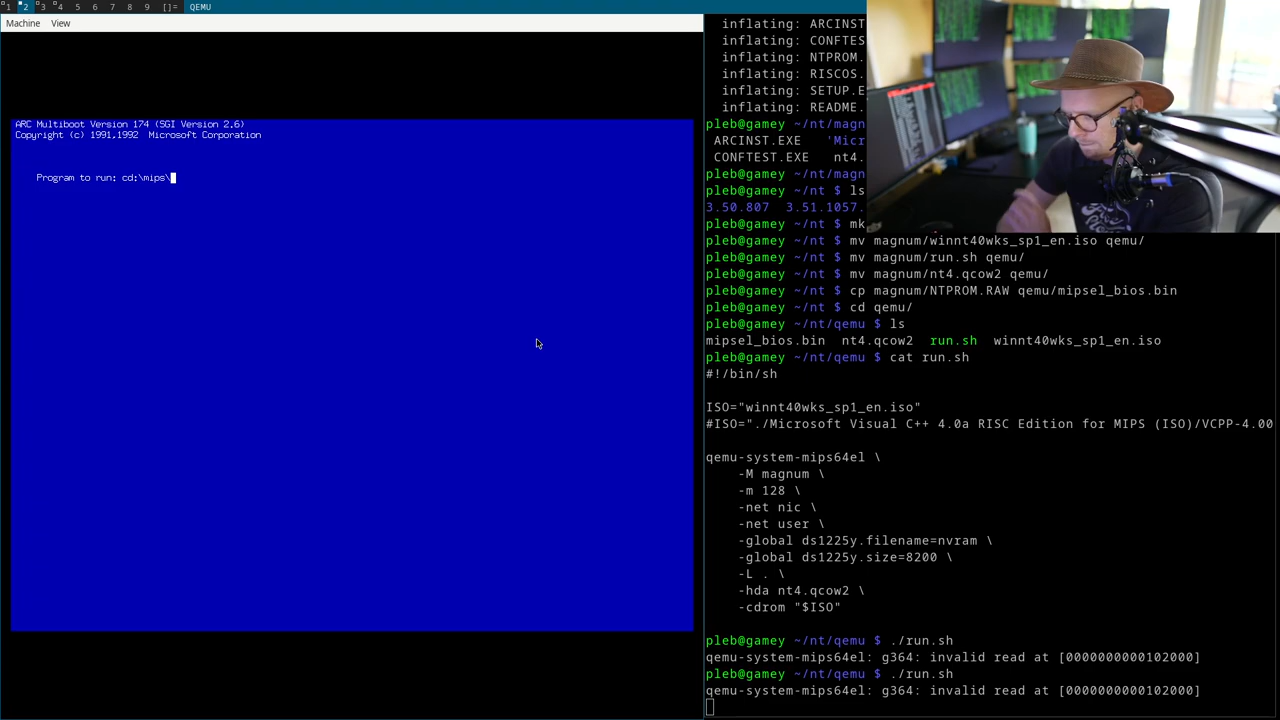 1 2 3 4 5 6 7 8 9 []= QEMU
Machine View
ARC Multiboot Version 174 (SGI Version 2.6)
Copyright (c) 1991,1992 Microsoft Corporation
Program to run: cd:\mips\
inflating: ARCINST
inflating: CONFTES
inflating: NTPROM.
inflating: RISCOS.
inflating: SETUP.E
inflating: README.
pleb@gamey ~/nt/magn
ARCINST.EXE 'Micr
CONFTEST.EXE nt4.
pleb@gamey ~/nt/magn
pleb@gamey ~/nt $ ls
3.50.807 3.51.1057.
pleb@gamey ~/nt $ mk
pleb@gamey ~/nt $ mv magnum/winnt40wks_sp1_en.iso qemu/
pleb@gamey ~/nt $ mv magnum/run.sh qemu/
pleb@gamey ~/nt $ mv magnum/nt4.qcow2 qemu/
pleb@gamey ~/nt $ cp magnum/NTPROM.RAW qemu/mipsel_bios.bin
pleb@gamey ~/nt $ cd qemu/
pleb@gamey ~/nt/qemu $ ls
mipsel_bios.bin nt4.qcow2 run.sh winnt40wks_sp1_en.iso
pleb@gamey ~/nt/qemu $ cat run.sh
#!/bin/sh
ISO="winnt40wks_sp1_en.iso"
#ISO="./Microsoft Visual C++ 4.0a RISC Edition for MIPS (ISO)/VCPP-4.00
qemu-system-mips64el \
-M magnum \
-m 128 \
-net nic \
-net user \
-global ds1225y.filename=nvram \
-global ds1225y.size=8200 \
-L . \
-hda nt4.qcow2 \
-cdrom "$ISO"
pleb@gamey ~/nt/qemu $ ./run.sh
qemu-system-mips64el: g364: invalid read at [0000000000102000]
pleb@gamey ~/nt/qemu $ ./run.sh
qemu-system-mips64el: g364: invalid read at [0000000000102000]